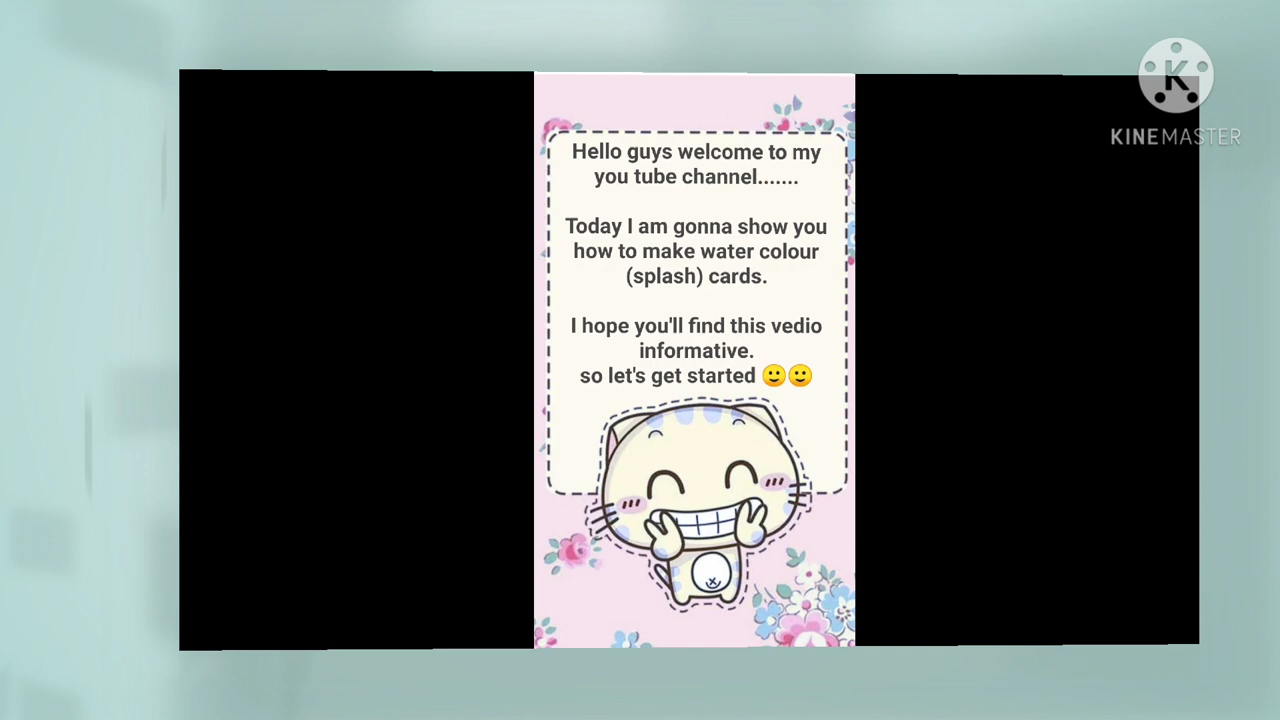 KINEMASTER
Hello guys welcome to my
you tube channel.......
Today I am gonna show you
how to make water colour
(splash) cards.
I hope you'll find this vedio
informative.
so let's get started 🙂🙂